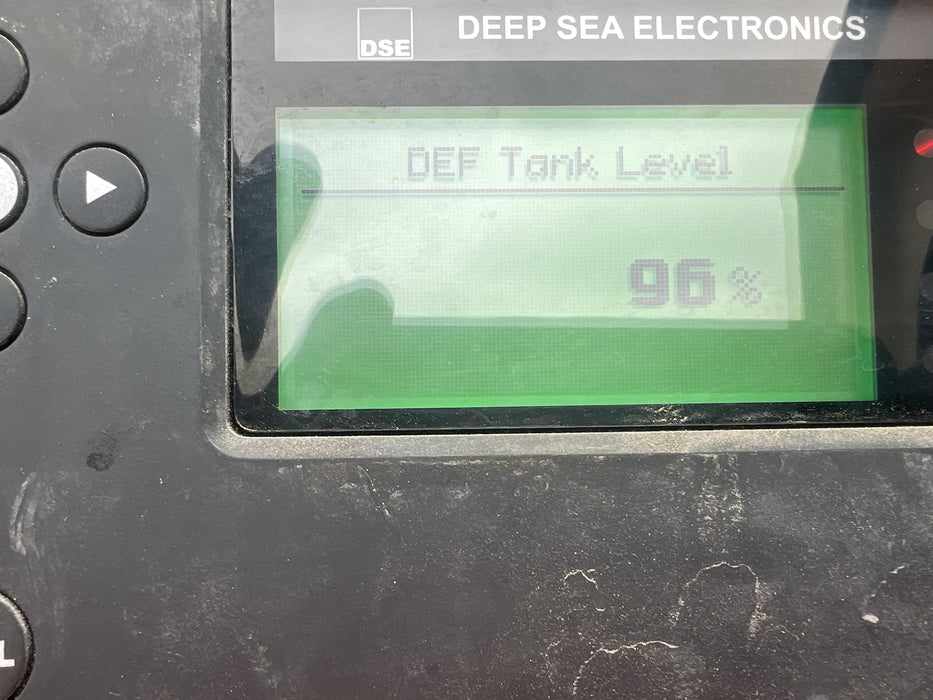 DSE DEEP SEA ELECTRONICS
DEF Tank Level
96 %